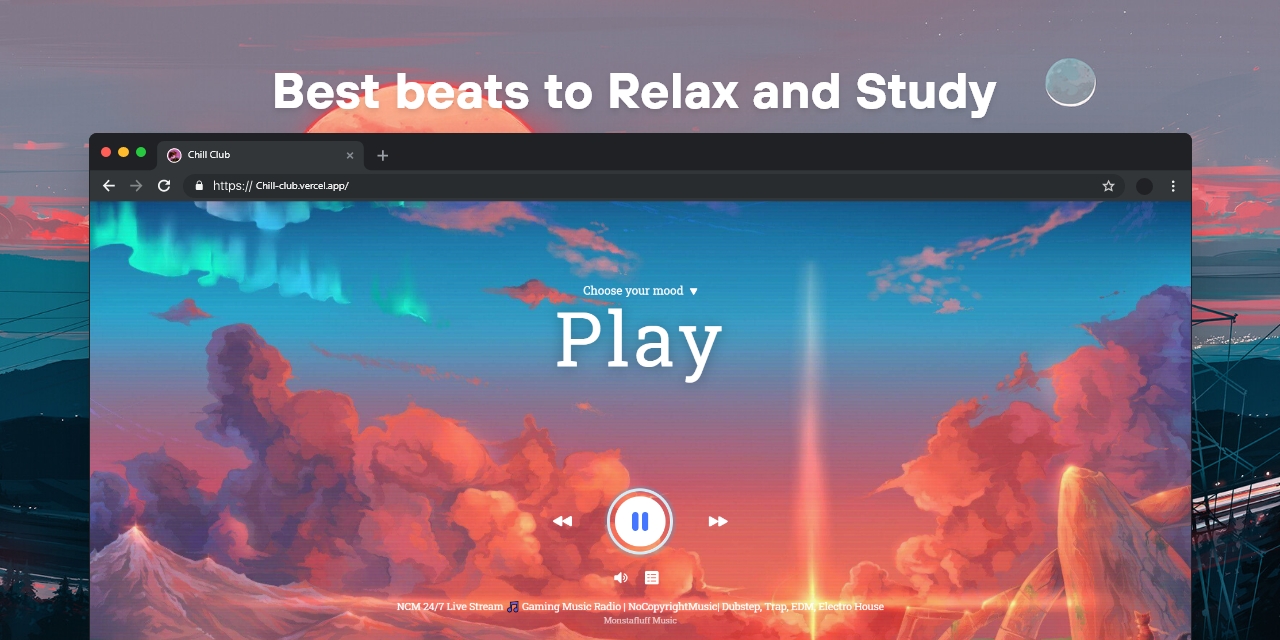 Best beats to Relax and Study
Chill Club
https:// Chill-club.vercel.app/
Choose your mood ▼
Play
NCM 24/7 Live Stream 🎵 Gaming Music Radio | NoCopyrightMusic| Dubstep, Trap, EDM, Electro House
Monstafluff Music